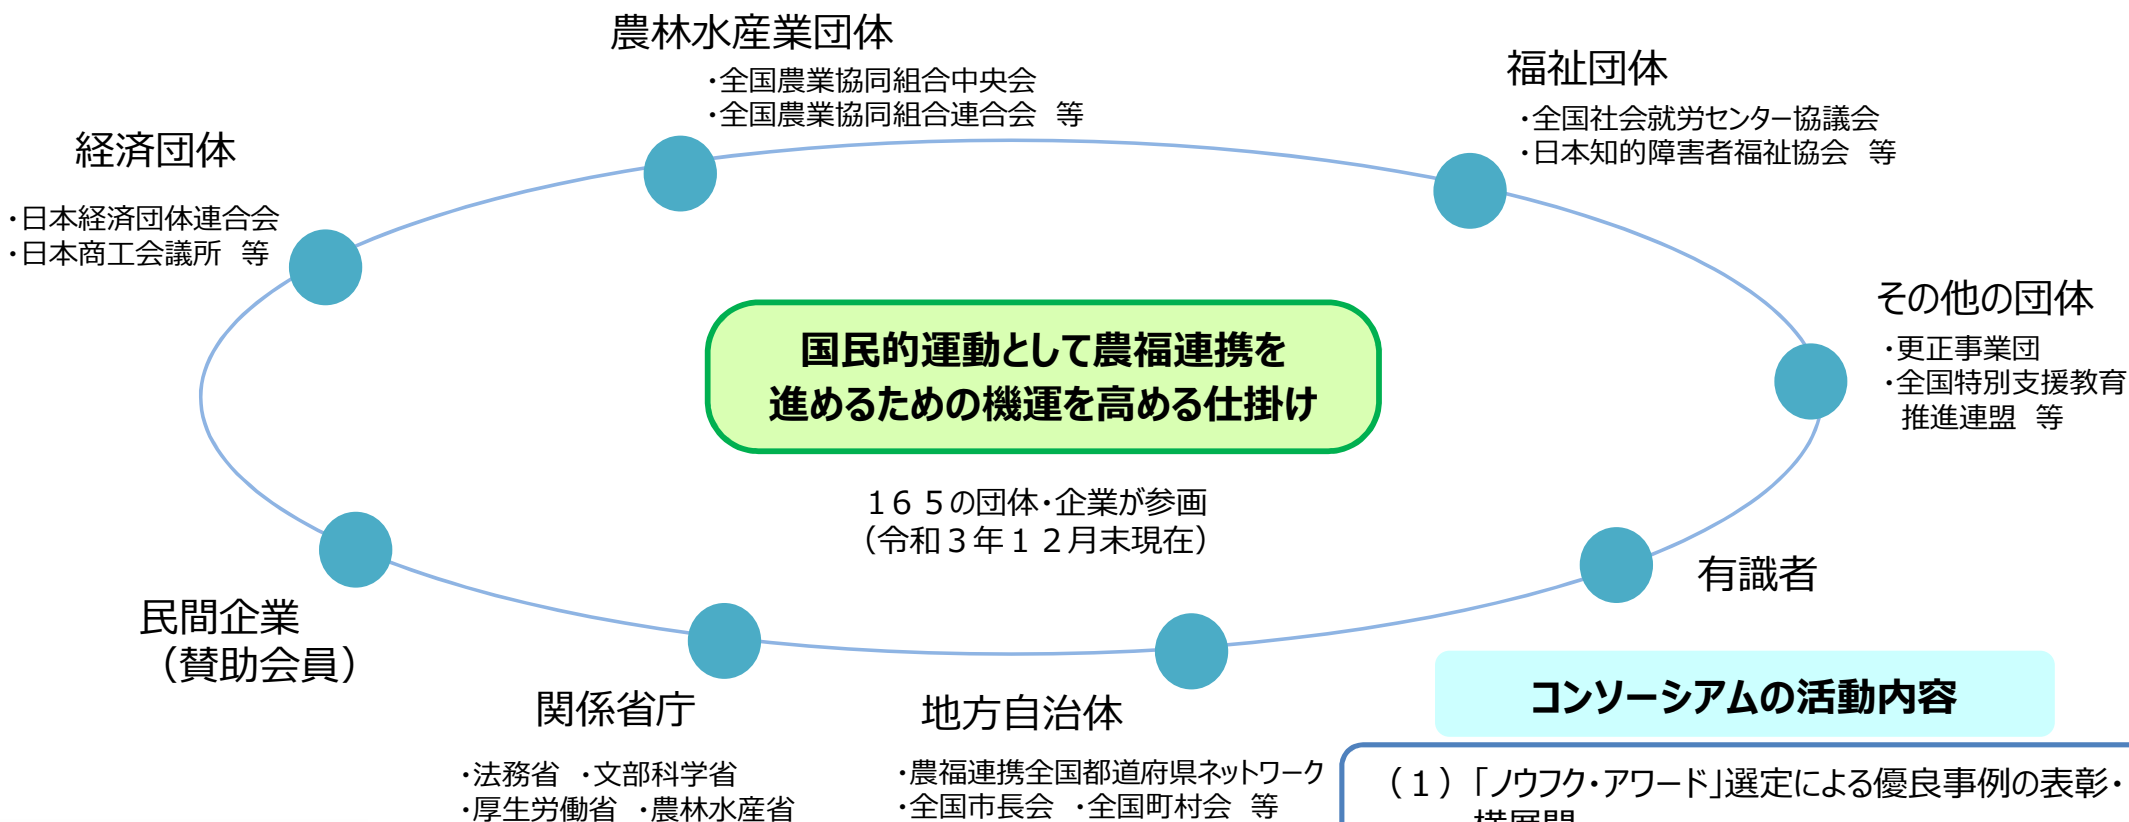 農林水産業団体
・全国農業協同組合中央会
・全国農業協同組合連合会　等
福祉団体
・全国社会就労センター協議会
・日本知的障害者福祉協会　等
経済団体
・日本経済団体連合会
・日本商工会議所　等
その他の団体
・更正事業団
・全国特別支援教育
推進連盟　等
国民的運動として農福連携を
進めるための機運を高める仕掛け
１６５の団体・企業が参画
（令和３年１２月末現在）
有識者
民間企業
（賛助会員）
関係省庁
・法務省　・文部科学省
・厚生労働省　・農林水産省
地方自治体
・農福連携全国都道府県ネットワーク
・全国市長会　・全国町村会　等
コンソーシアムの活動内容
（１）「ノウフク・アワード」選定による優良事例の表彰・
横展開